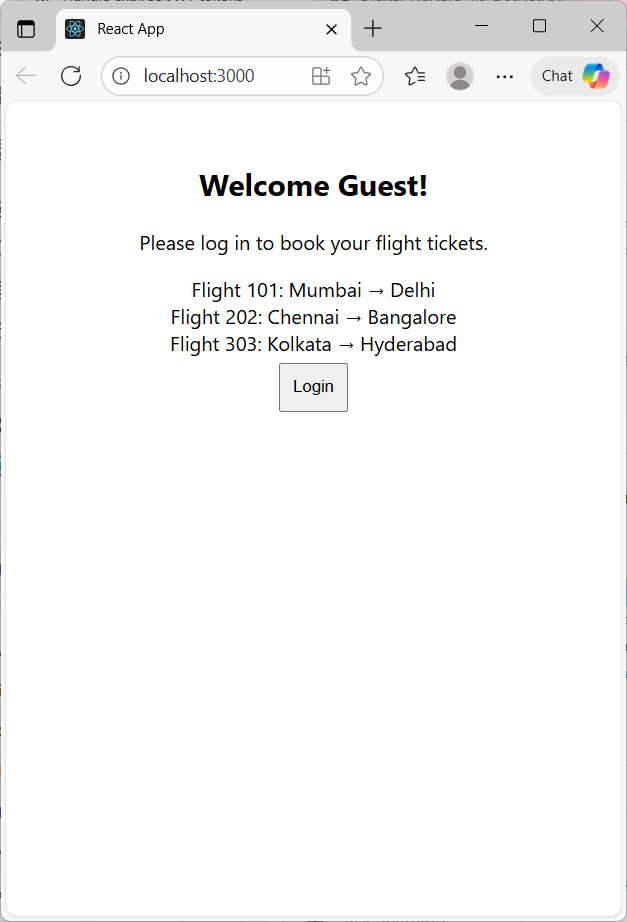 React App
localhost:3000
Chat
Welcome Guest!
Please log in to book your flight tickets.
Flight 101: Mumbai → Delhi
Flight 202: Chennai → Bangalore
Flight 303: Kolkata → Hyderabad
Login